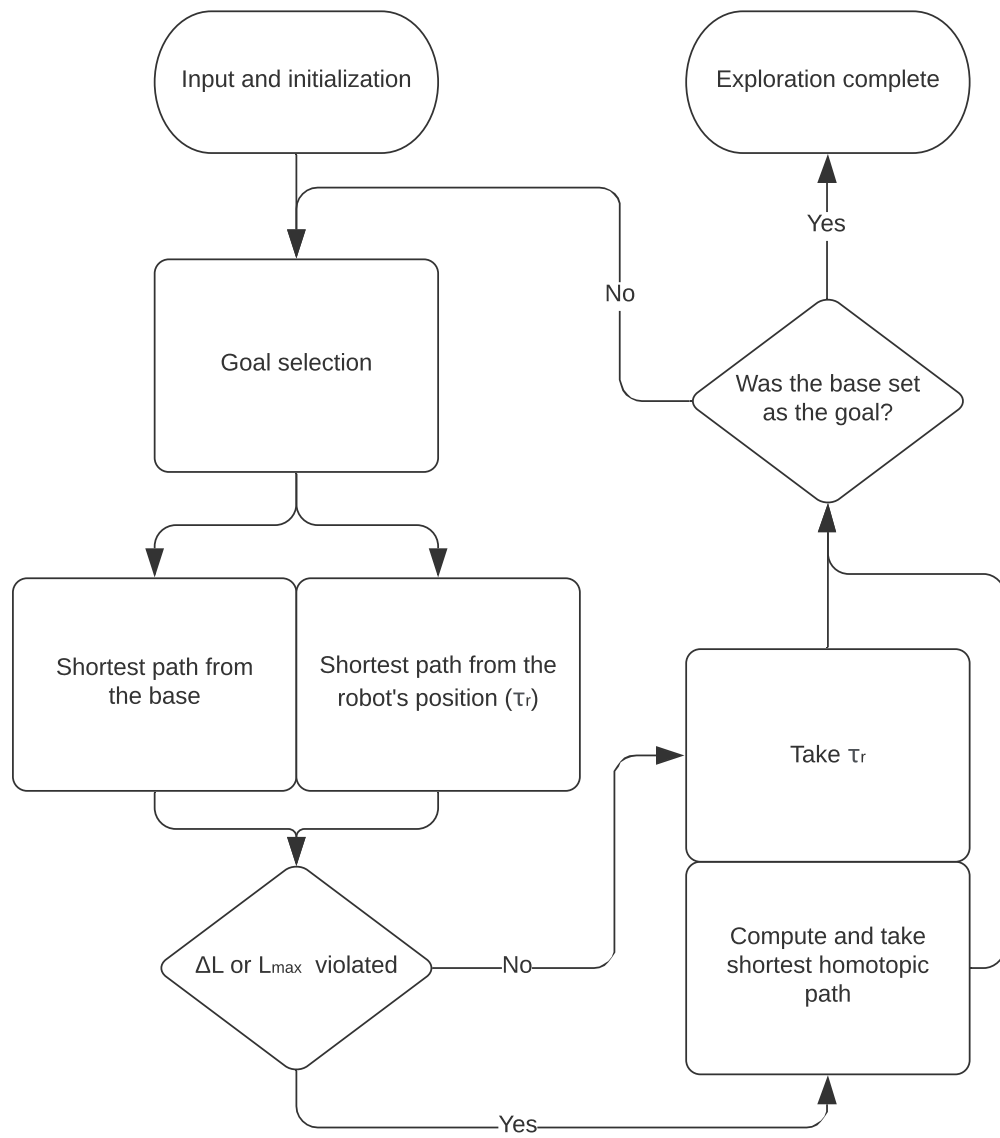 Input and initialization
Exploration complete
Yes
No
Goal selection
Was the base set
as the goal?
Shortest path from
the base
Shortest path from the
robot's position (τr)
Take τr
ΔL or Lmax violated
No
Compute and take
shortest homotopic
path
Yes